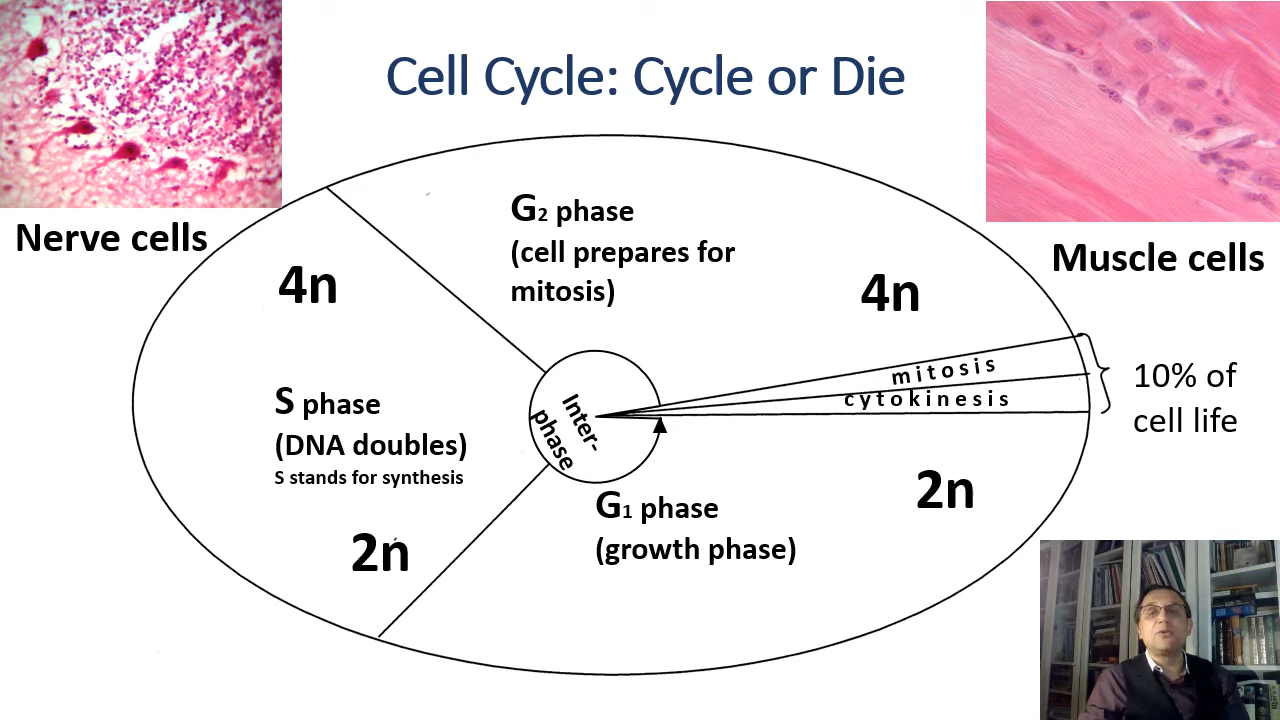 Cell Cycle: Cycle or Die
Nerve cells
Muscle cells
G2 phase
(cell prepares for
mitosis)
4n
4n
mitosis
cytokinesis
10% of
cell life
Inter-
phase
S phase
(DNA doubles)
S stands for synthesis
2n
G1 phase
(growth phase)
2n